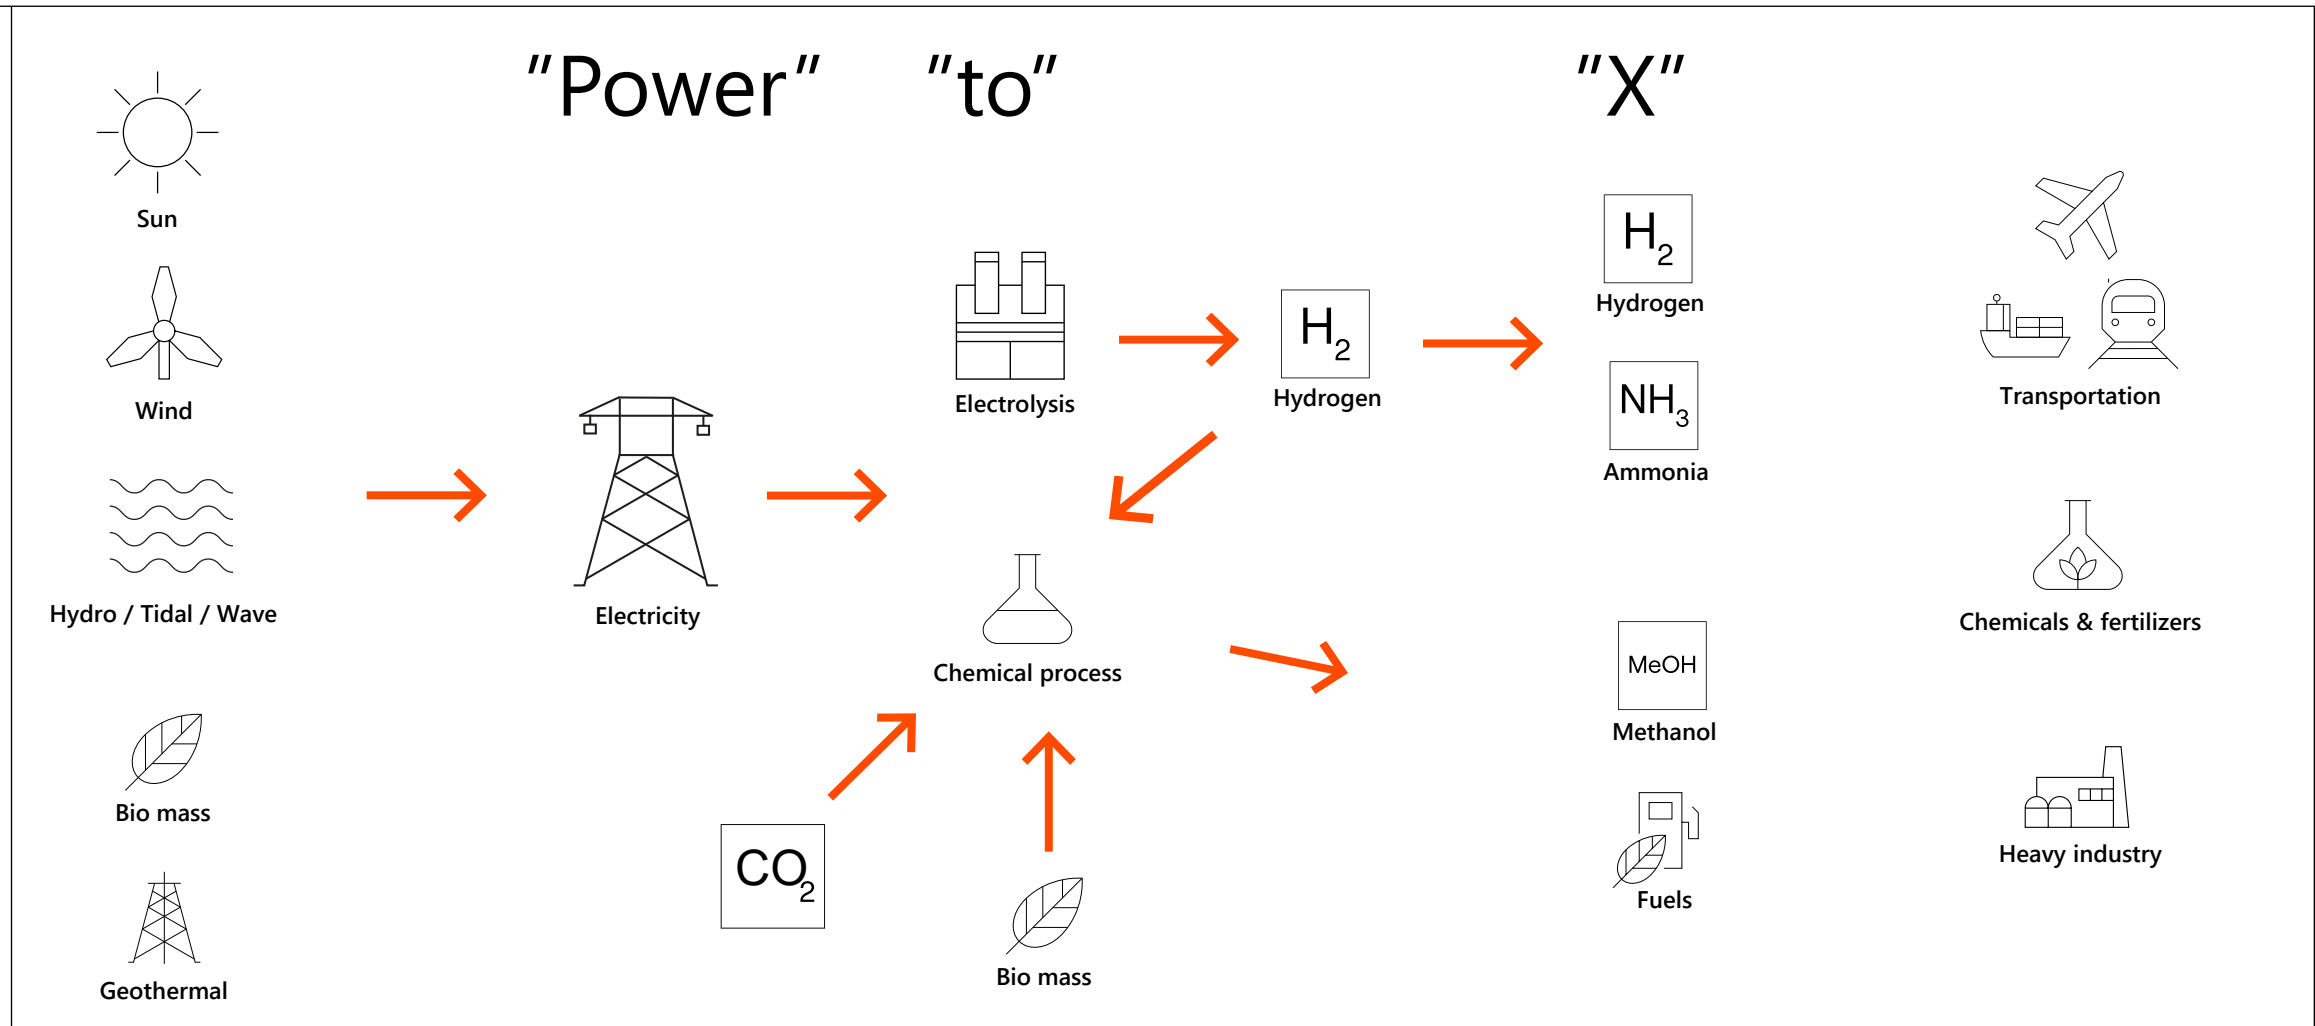 "Power" "to" "X"
Sun
Wind
Hydro / Tidal / Wave
Bio mass
Geothermal
Electricity
Electrolysis
H2
Hydrogen
Chemical process
CO2
Bio mass
H2
Hydrogen
NH3
Ammonia
MeOH
Methanol
Fuels
Transportation
Chemicals & fertilizers
Heavy industry